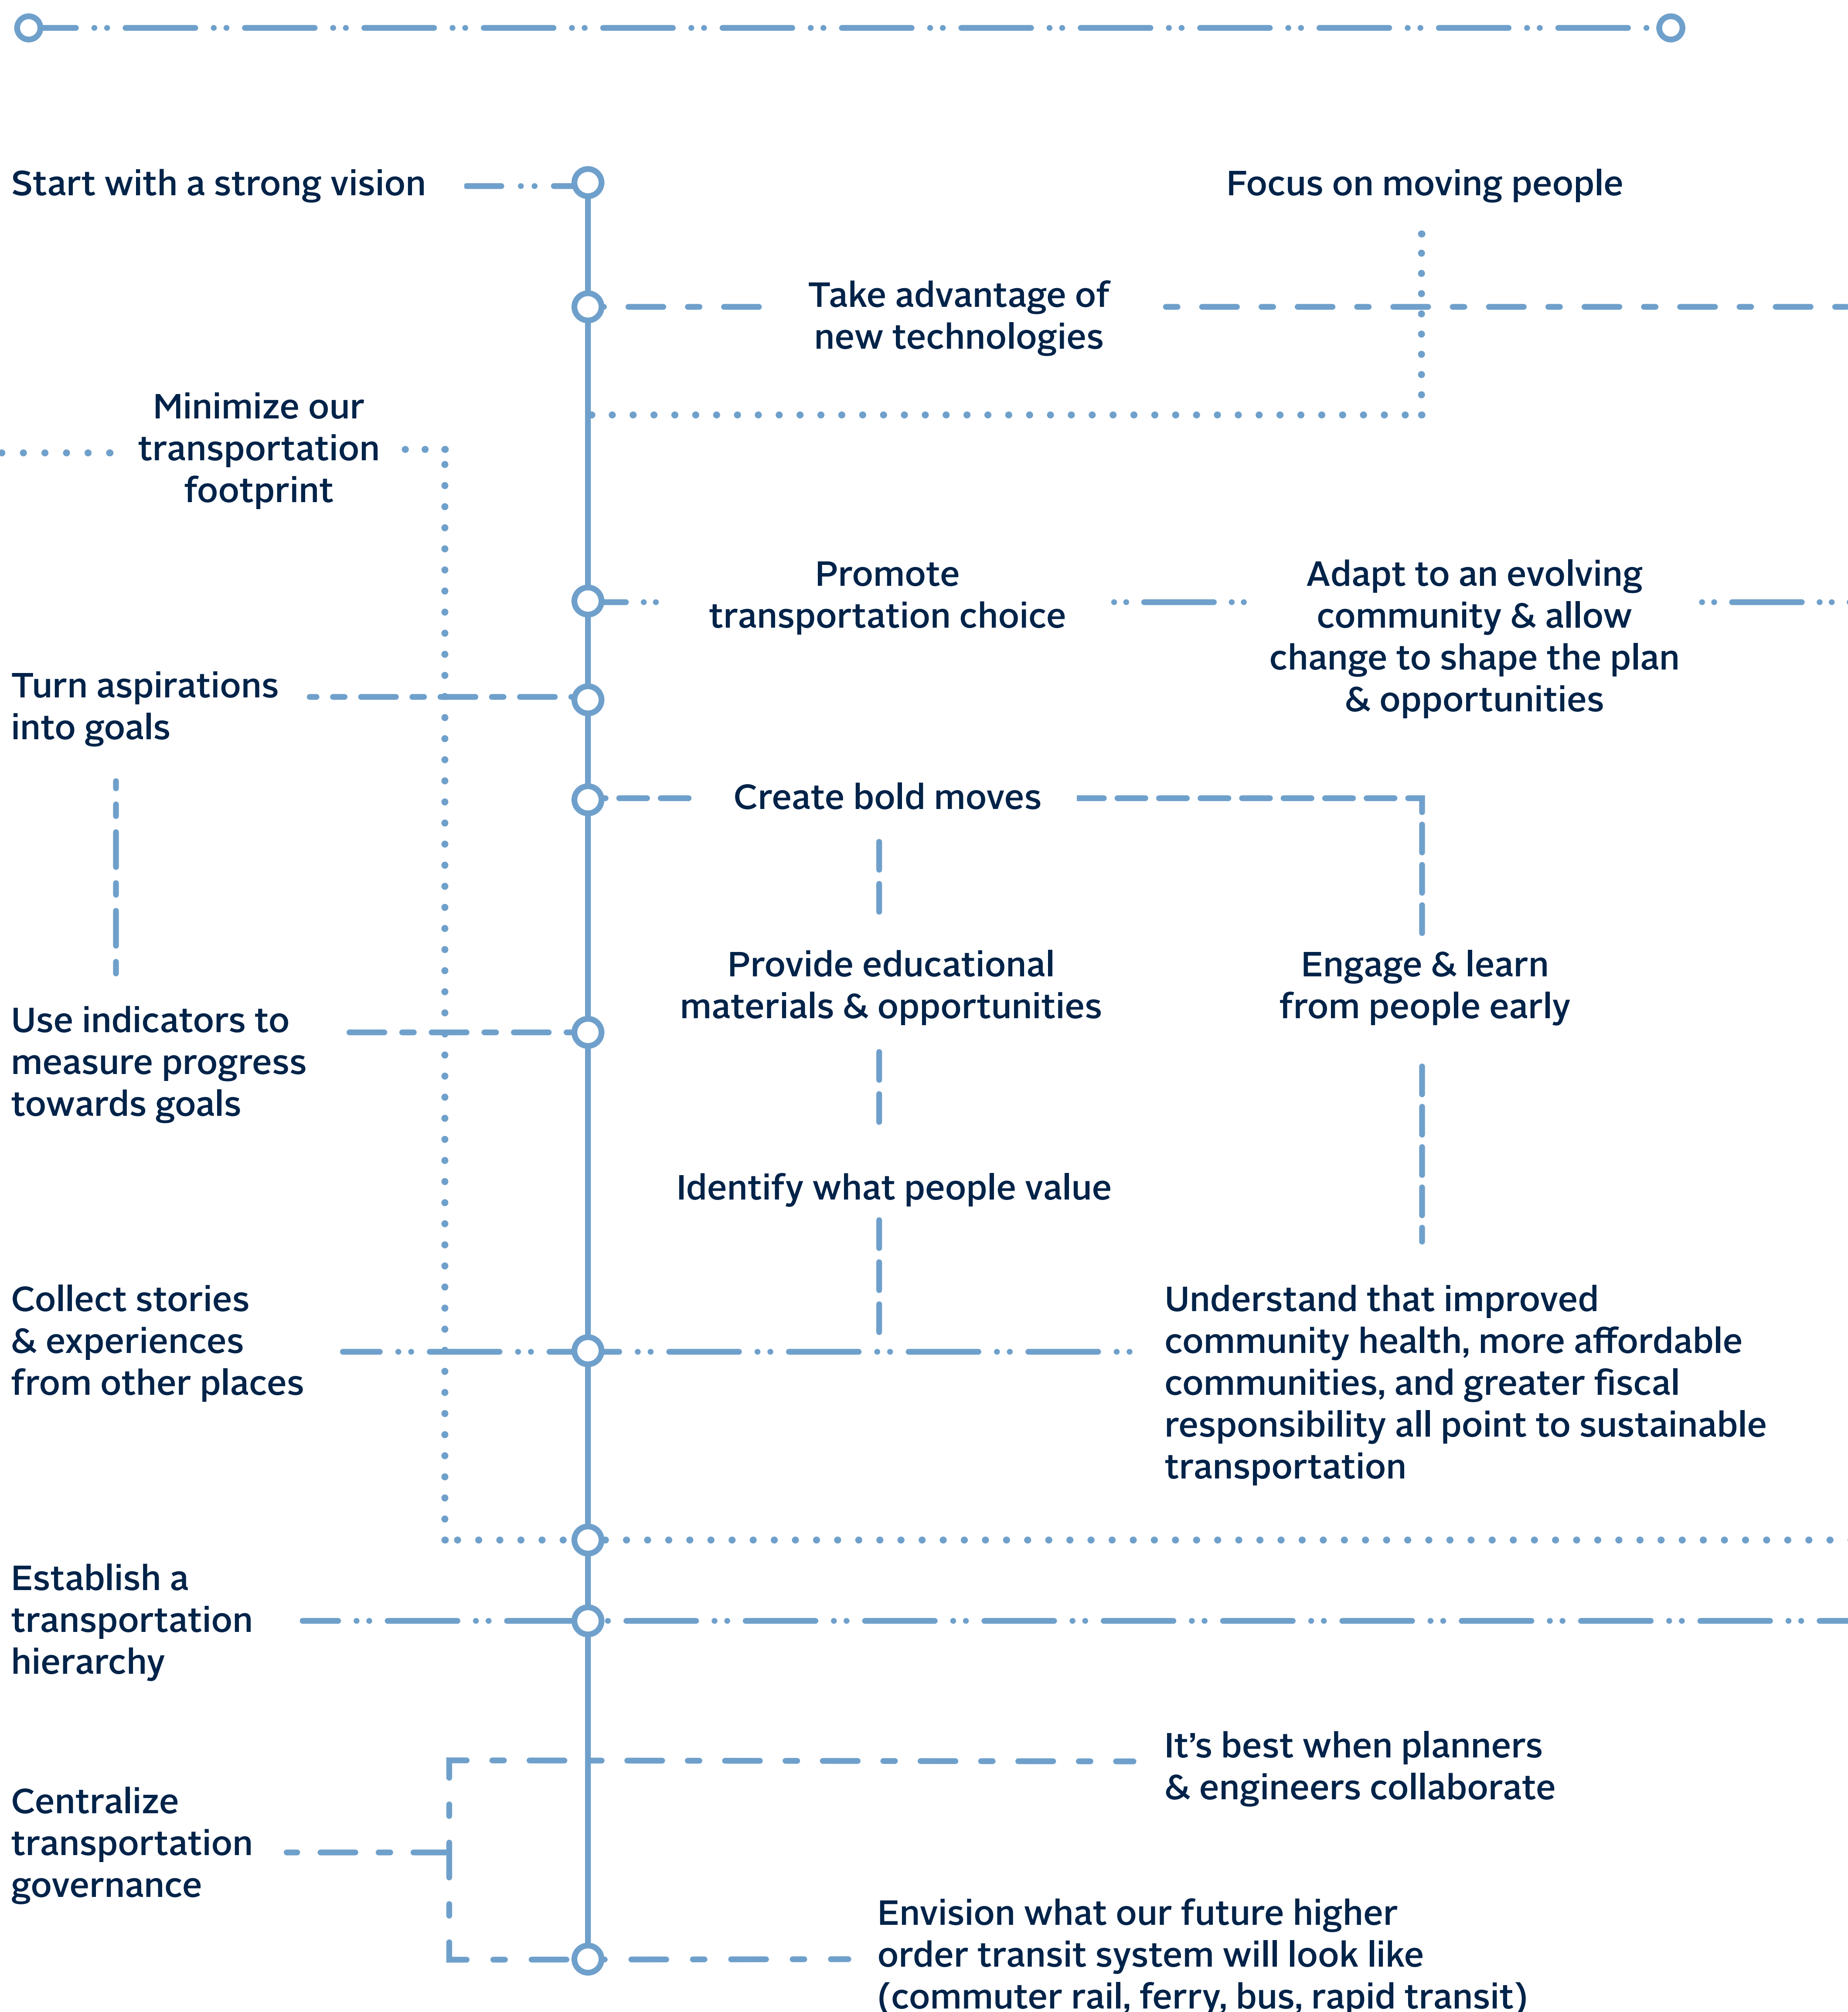 Start with a strong vision
Focus on moving people
Take advantage of
new technologies
Minimize our
transportation
footprint
Promote
transportation choice
Adapt to an evolving
community & allow
change to shape the plan
& opportunities
Turn aspirations
into goals
Create bold moves
Provide educational
materials & opportunities
Engage & learn
from people early
Use indicators to
measure progress
towards goals
Identify what people value
Collect stories
& experiences
from other places
Understand that improved
community health, more affordable
communities, and greater fiscal
responsibility all point to sustainable
transportation
Establish a
transportation
hierarchy
It’s best when planners
& engineers collaborate
Centralize
transportation
governance
Envision what our future higher
order transit system will look like
(commuter rail, ferry, bus, rapid transit)